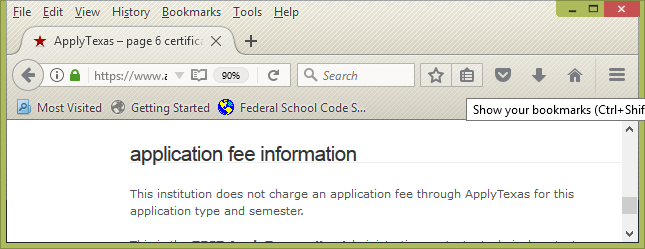 File Edit View History Bookmarks Tools Help
ApplyTexas – page 6 certifica
https://www.a
90%
Search
Most Visited Getting Started Federal School Code S...
Show your bookmarks (Ctrl+Shif
application fee information
This institution does not charge an application fee through ApplyTexas for this
application type and semester.